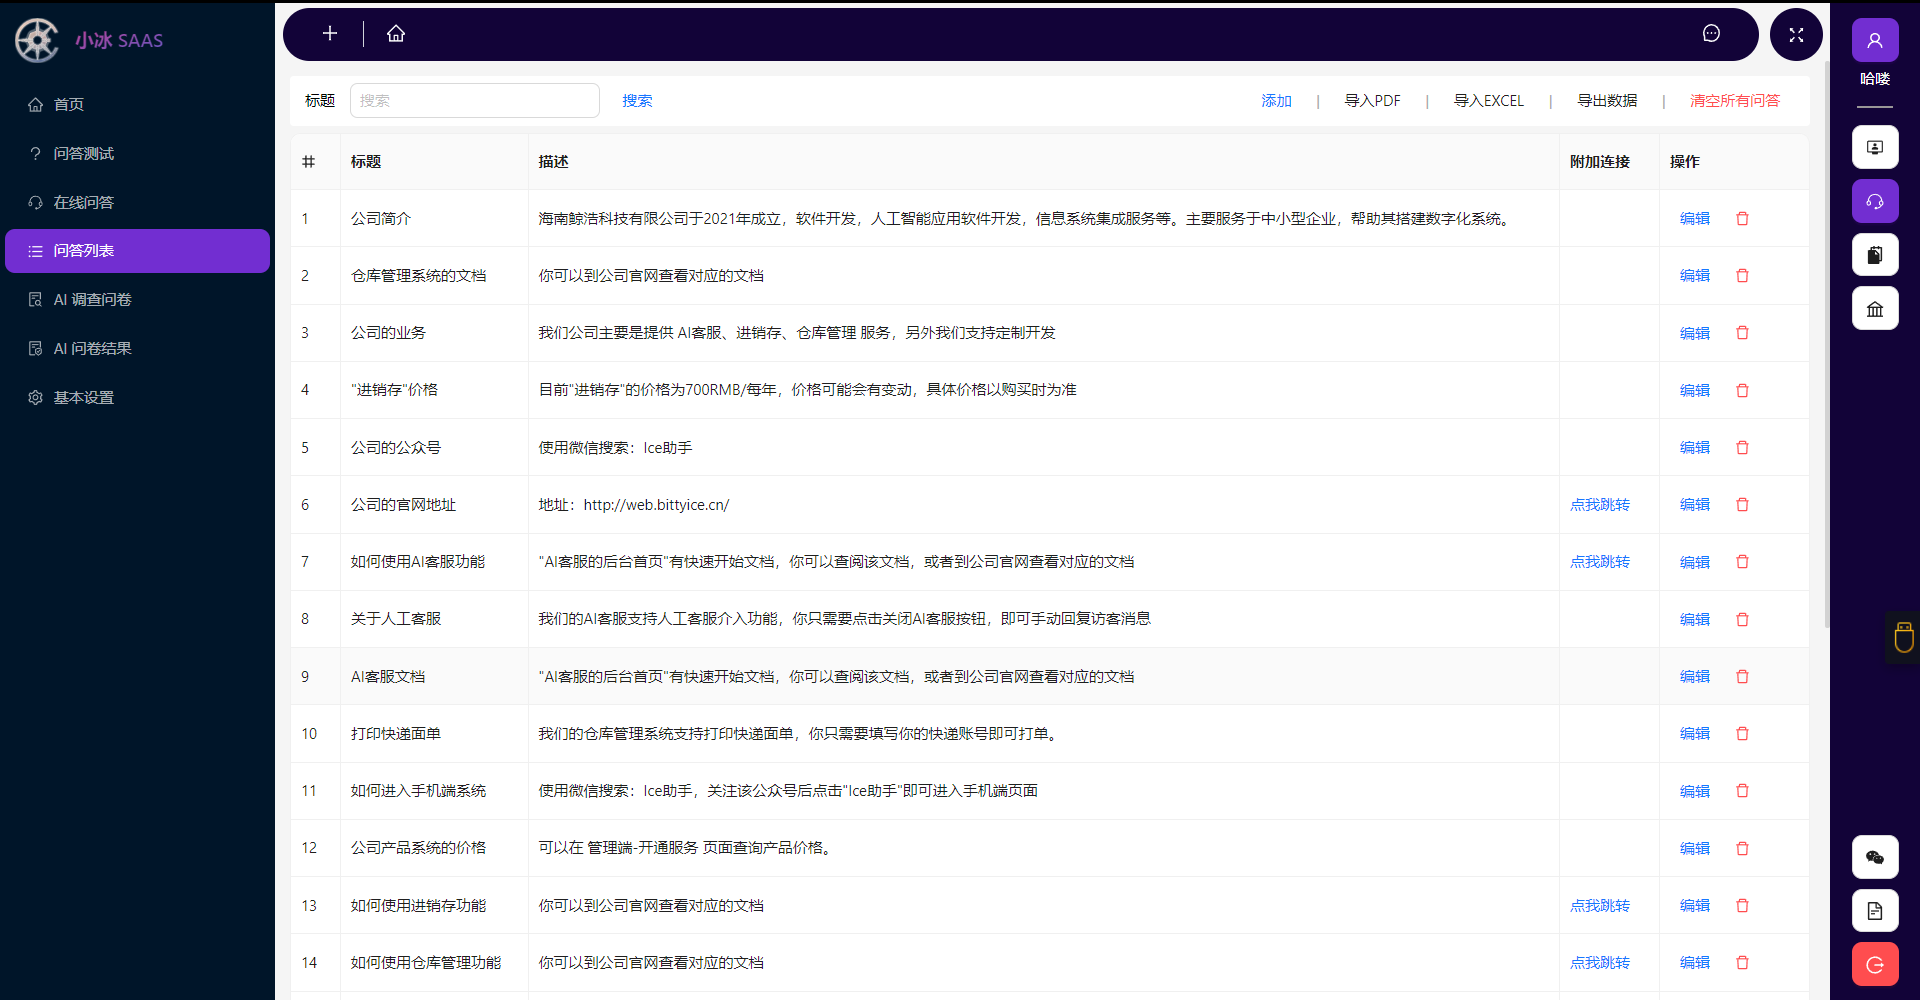 小冰 SAAS
首页
问答测试
在线问答
问答列表
AI 调查问卷
AI 问卷结果
基本设置
标题 搜索 搜索 添加 | 导入PDF | 导入EXCEL | 导出数据 | 清空所有问答
# 标题 描述 附加连接 操作
1 公司简介 海南鲸浩科技有限公司于2021年成立，软件开发，人工智能应用软件开发，信息系统集成服务等。主要服务于中小型企业，帮助其搭建数字化系统。 编辑
2 仓库管理系统的文档 你可以到公司官网查看对应的文档 编辑
3 公司的业务 我们公司主要是提供 AI客服、进销存、仓库管理 服务，另外我们支持定制开发 编辑
4 "进销存"价格 目前"进销存"的价格为700RMB/每年，价格可能会有变动，具体价格以购买时为准 编辑
5 公司的公众号 使用微信搜索：Ice助手 编辑
6 公司的官网地址 地址：http://web.bittyice.cn/ 点我跳转 编辑
7 如何使用AI客服功能 "AI客服的后台首页"有快速开始文档，你可以查阅该文档，或者到公司官网查看对应的文档 点我跳转 编辑
8 关于人工客服 我们的AI客服支持人工客服介入功能，你只需要点击关闭AI客服按钮，即可手动回复访客消息 编辑
9 AI客服文档 "AI客服的后台首页"有快速开始文档，你可以查阅该文档，或者到公司官网查看对应的文档 编辑
10 打印快递面单 我们的仓库管理系统支持打印快递面单，你只需要填写你的快递账号即可打单。 编辑
11 如何进入手机端系统 使用微信搜索：Ice助手，关注该公众号后点击"Ice助手"即可进入手机端页面 编辑
12 公司产品系统的价格 可以在 管理端-开通服务 页面查询产品价格。 编辑
13 如何使用进销存功能 你可以到公司官网查看对应的文档 点我跳转 编辑
14 如何使用仓库管理功能 你可以到公司官网查看对应的文档 点我跳转 编辑
哈喽